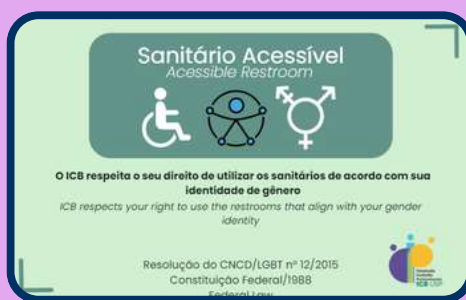 Sanitário Acessível
Acessible Restroom
O ICB respeita o seu direito de utilizar os sanitários de acordo com sua
identidade de gênero
ICB respects your right to use the restrooms that align with your gender
identity
Resolução do CNCD/LGBT nº 12/2015
Constituição Federal/1988
Federal Law
ICB USP